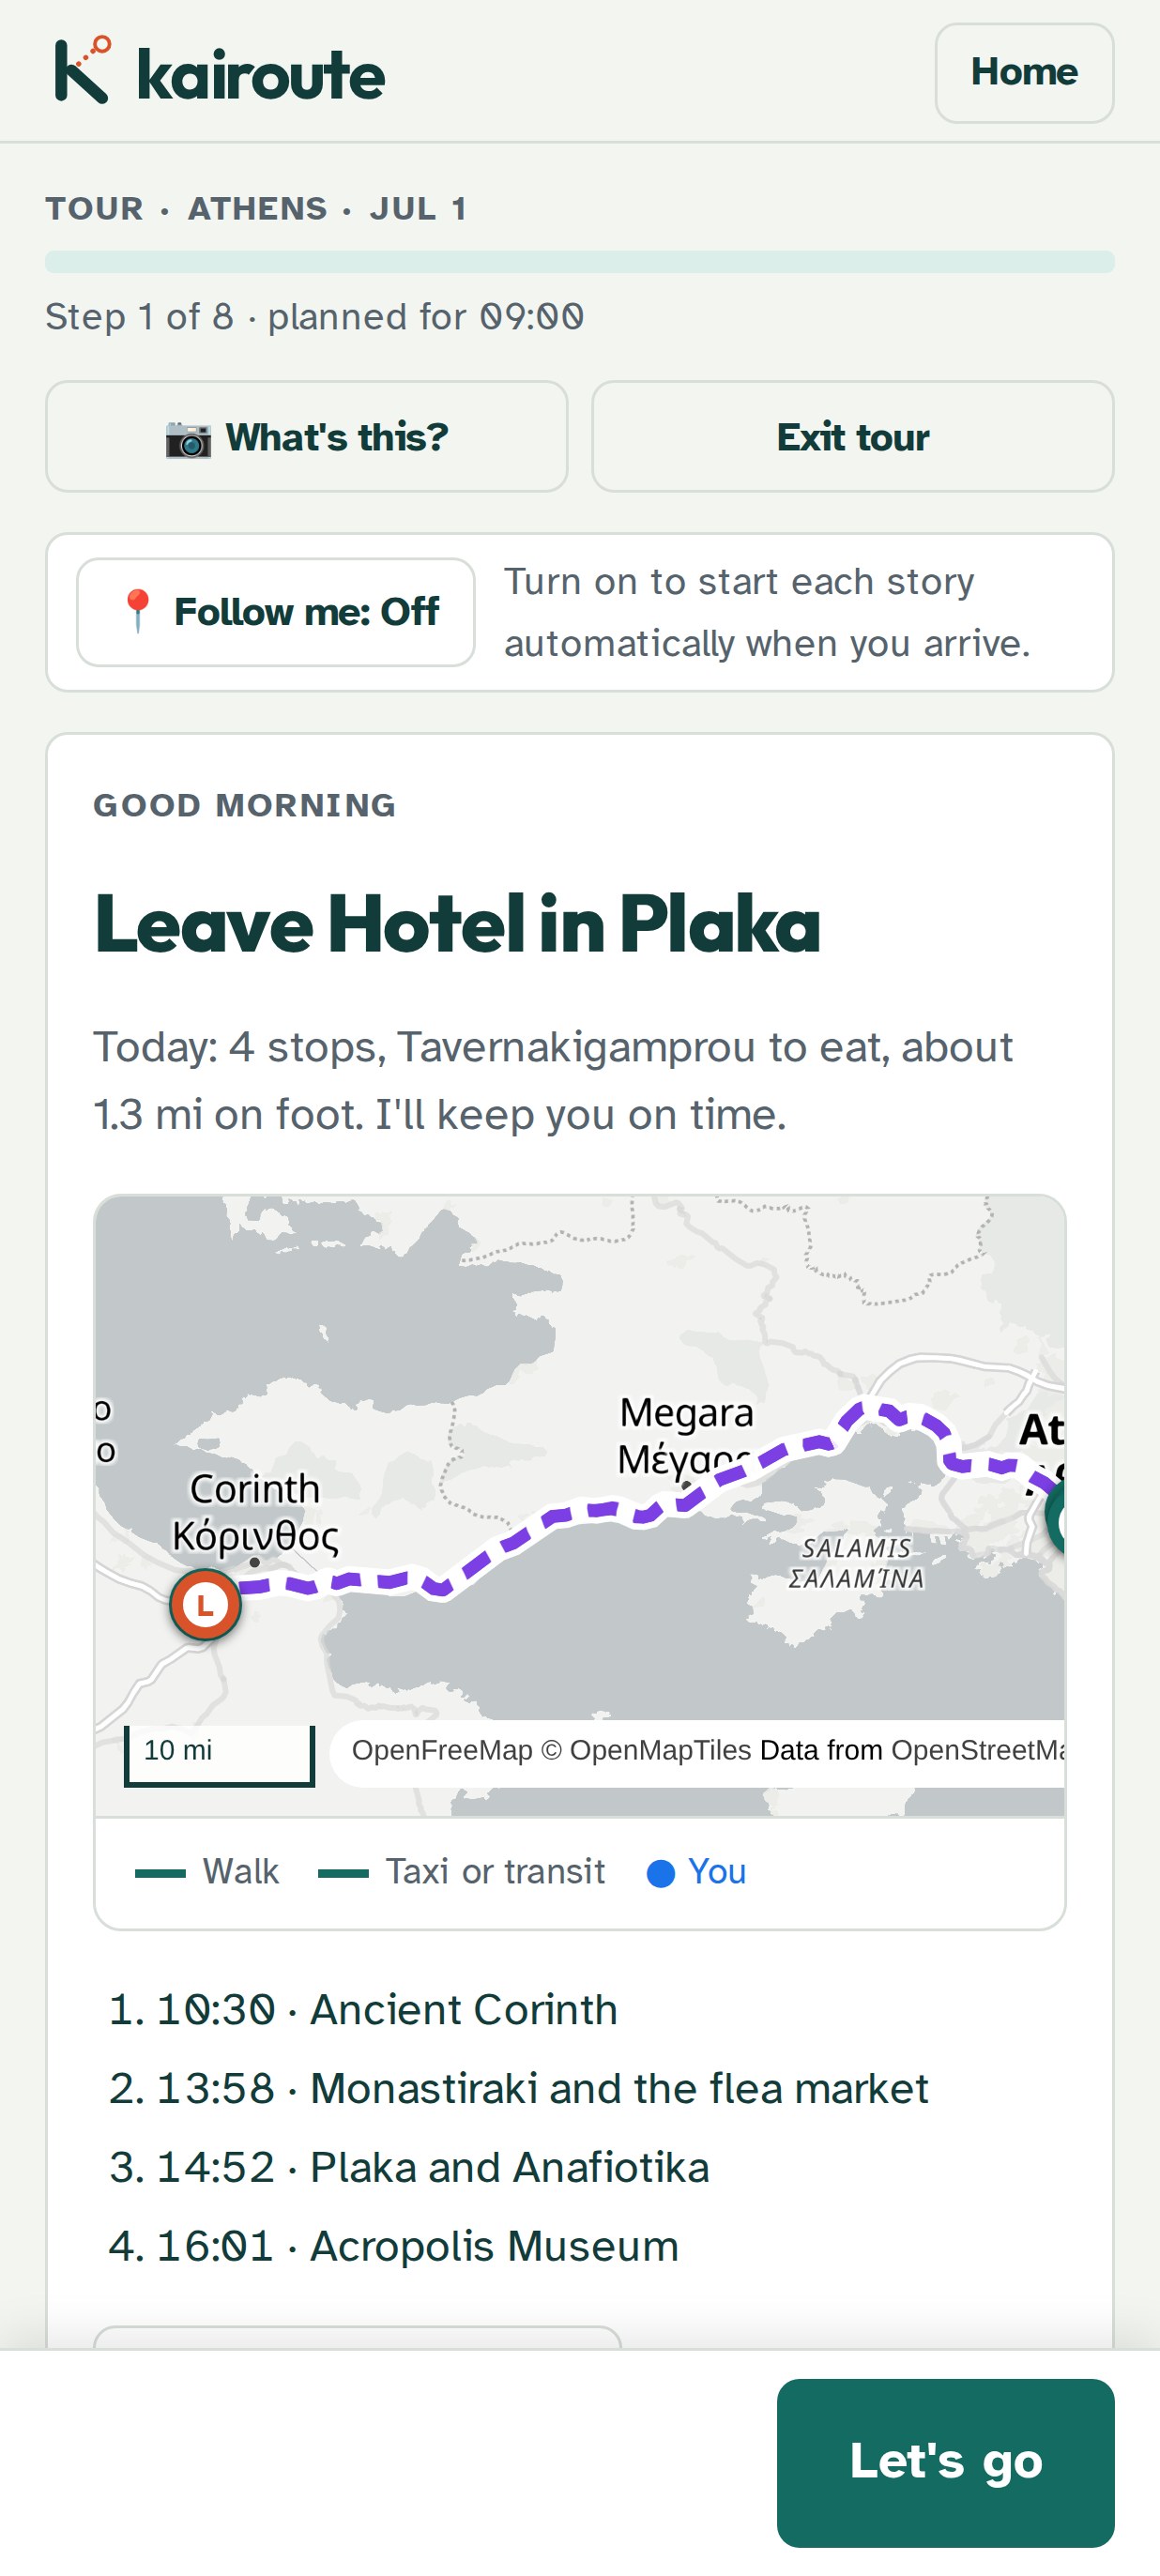 kairoute
Home
TOUR · ATHENS · JUL 1
Step 1 of 8 · planned for 09:00
What's this?
Exit tour
Follow me: Off
Turn on to start each story
automatically when you arrive.
GOOD MORNING
Leave Hotel in Plaka
Today: 4 stops, Tavernakigamprou to eat, about
1.3 mi on foot. I'll keep you on time.
Megara
Corinth
Κόρινθος
SALAMIS
ΣΑΛΑΜΊΝΑ
L
10 mi
OpenFreeMap © OpenMapTiles Data from
Walk
Taxi or transit
You
1. 10:30 · Ancient Corinth
2. 13:58 · Monastiraki and the flea market
3. 14:52 · Plaka and Anafiotika
4. 16:01 · Acropolis Museum
Let's go